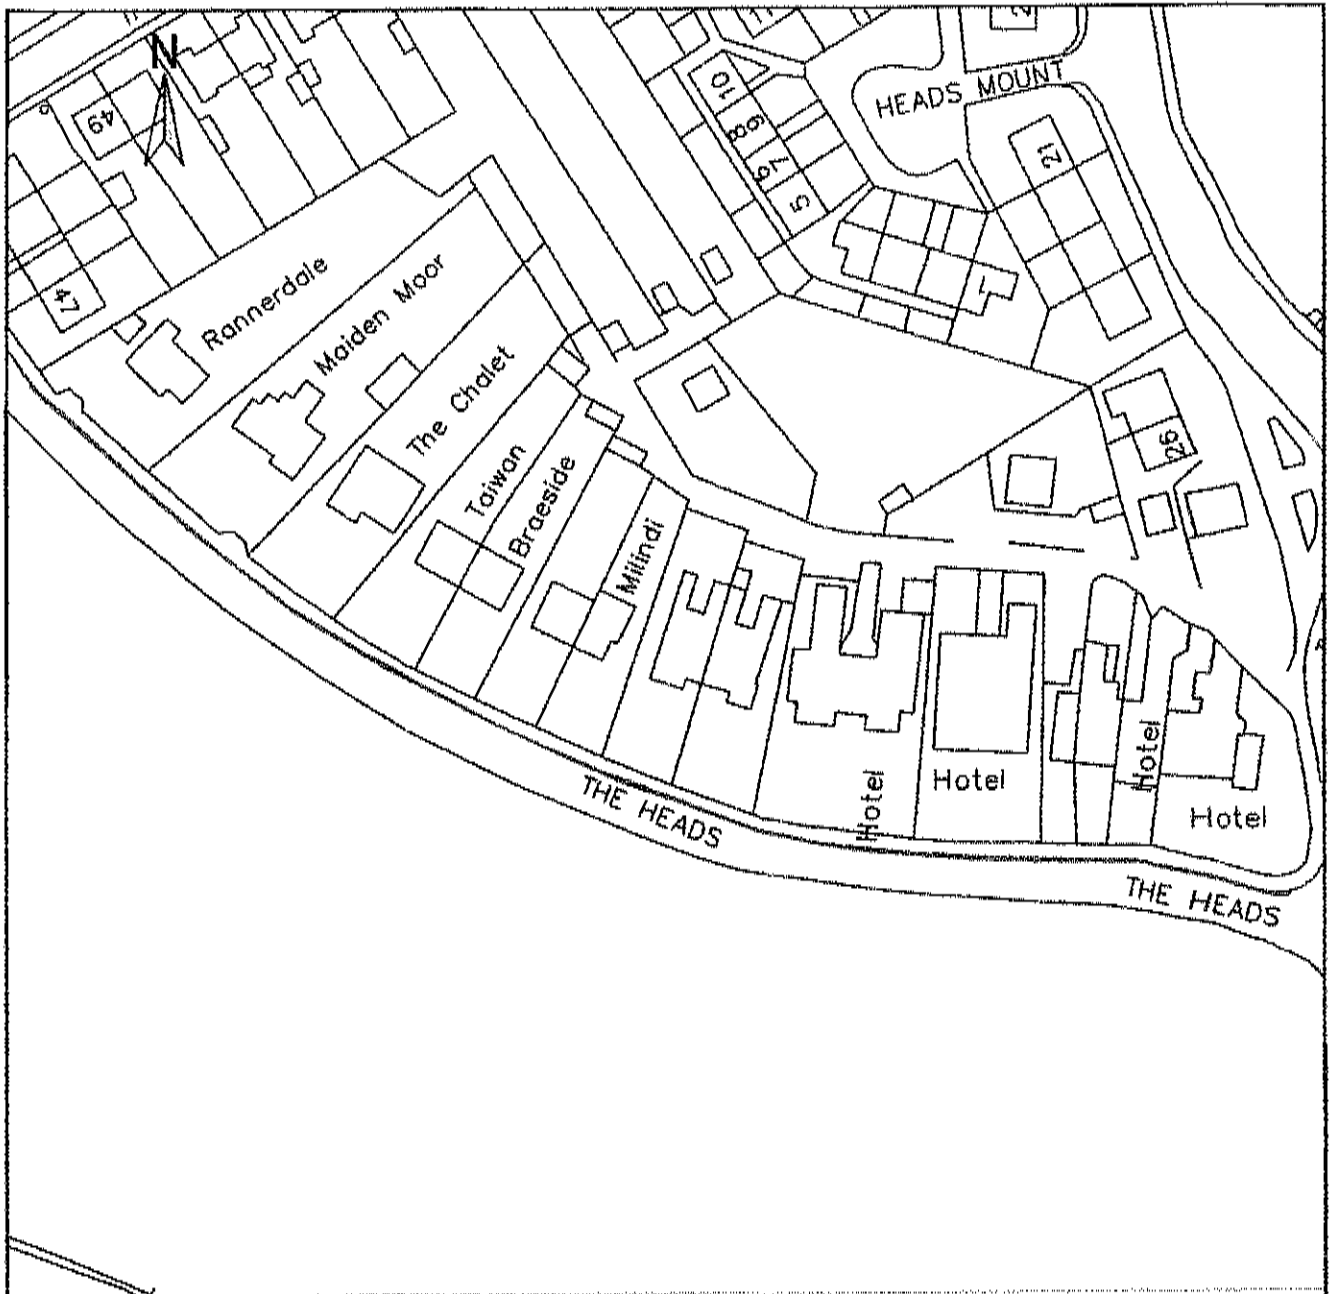 N
10
9
8
7
6
5
HEADS MOUNT
21
49
47
Rannerdale
Maiden Moor
The Chalet
Taiwan
Braeside
Milindi
26
Hotel
Hotel
Hotel
Hotel
THE HEADS
THE HEADS